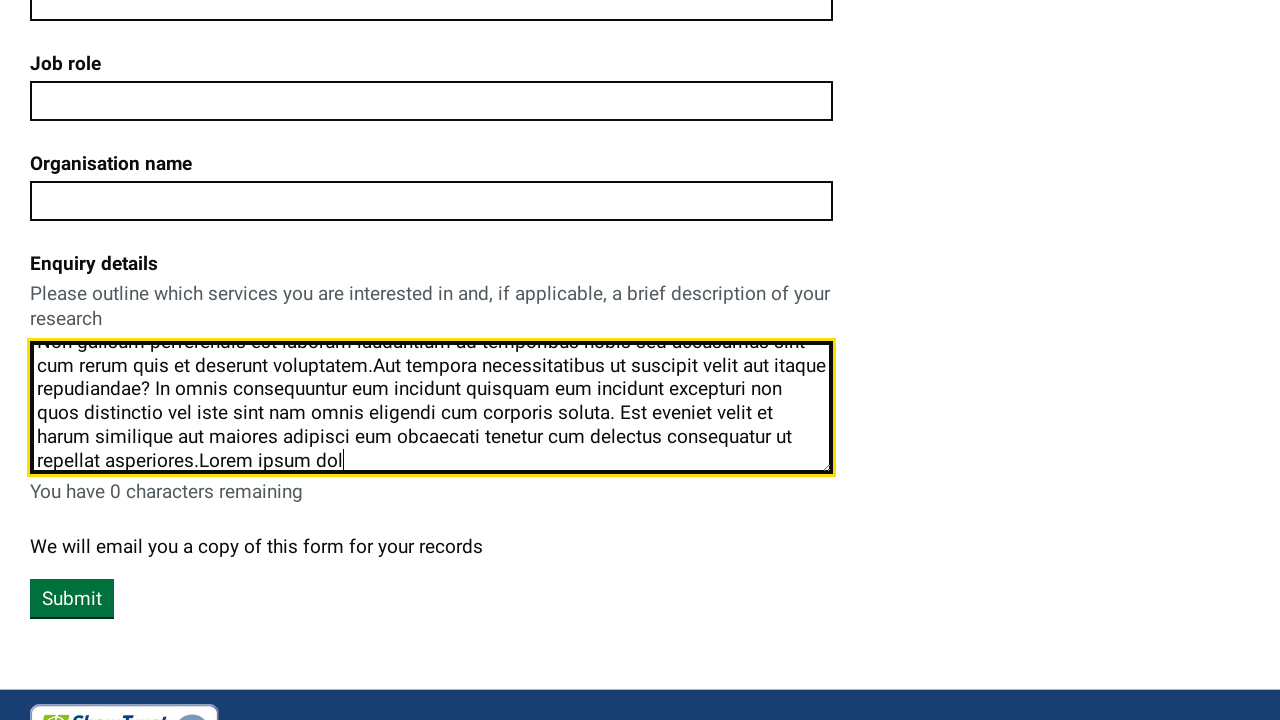 Job role
Organisation name
Enquiry details
Please outline which services you are interested in and, if applicable, a brief description of your
research
cum rerum quis et deserunt voluptatem.Aut tempora necessitatibus ut suscipit velit aut itaque
repudiandae? In omnis consequuntur eum incidunt quisquam eum incidunt excepturi non
quos distinctio vel iste sint nam omnis eligendi cum corporis soluta. Est eveniet velit et
harum similique aut maiores adipisci eum obcaecati tenetur cum delectus consequatur ut
repellat asperiores.Lorem ipsum dol
You have 0 characters remaining
We will email you a copy of this form for your records
Submit